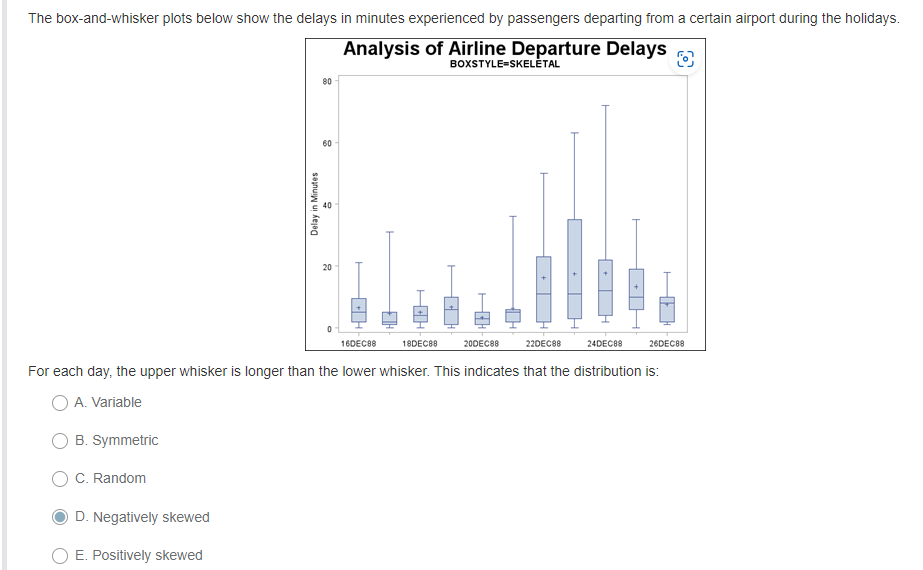 The box-and-whisker plots below show the delays in minutes experienced by passengers departing from a certain airport during the holidays.
Analysis of Airline Departure Delays
BOXSTYLE=SKELETAL
80
60
40
20
0
Delay in Minutes
16DEC88 18DEC88 20DEC88 22DEC88 24DEC88 26DEC88
For each day, the upper whisker is longer than the lower whisker. This indicates that the distribution is:
A. Variable
B. Symmetric
C. Random
D. Negatively skewed
E. Positively skewed